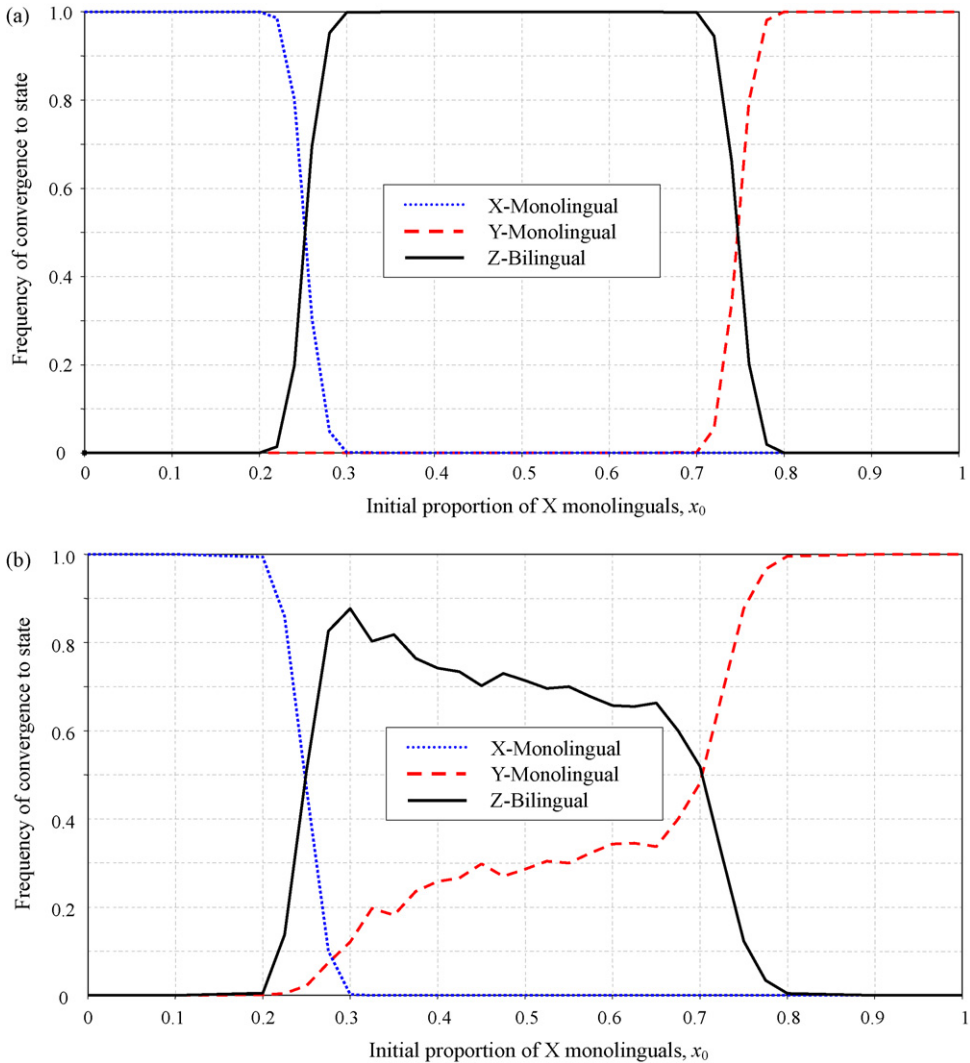 (a)
Frequency of convergence to state
1.0
0.8
0.6
0.4
0.2
0
X-Monolingual
Y-Monolingual
Z-Bilingual
0 0.1 0.2 0.3 0.4 0.5 0.6 0.7 0.8 0.9 1
Initial proportion of X monolinguals, x0
(b)
Frequency of convergence to state
1.0
0.8
0.6
0.4
0.2
0
X-Monolingual
Y-Monolingual
Z-Bilingual
0 0.1 0.2 0.3 0.4 0.5 0.6 0.7 0.8 0.9 1
Initial proportion of X monolinguals, x0